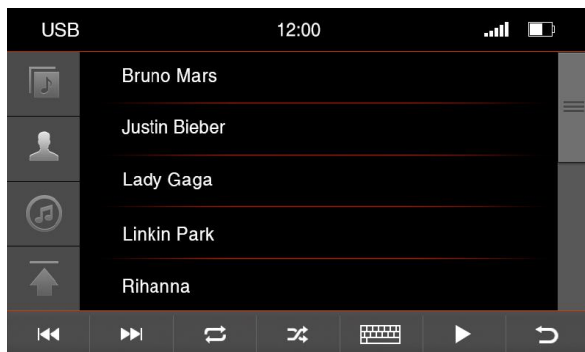 USB
12:00
Bruno Mars
Justin Bieber
Lady Gaga
Linkin Park
Rihanna